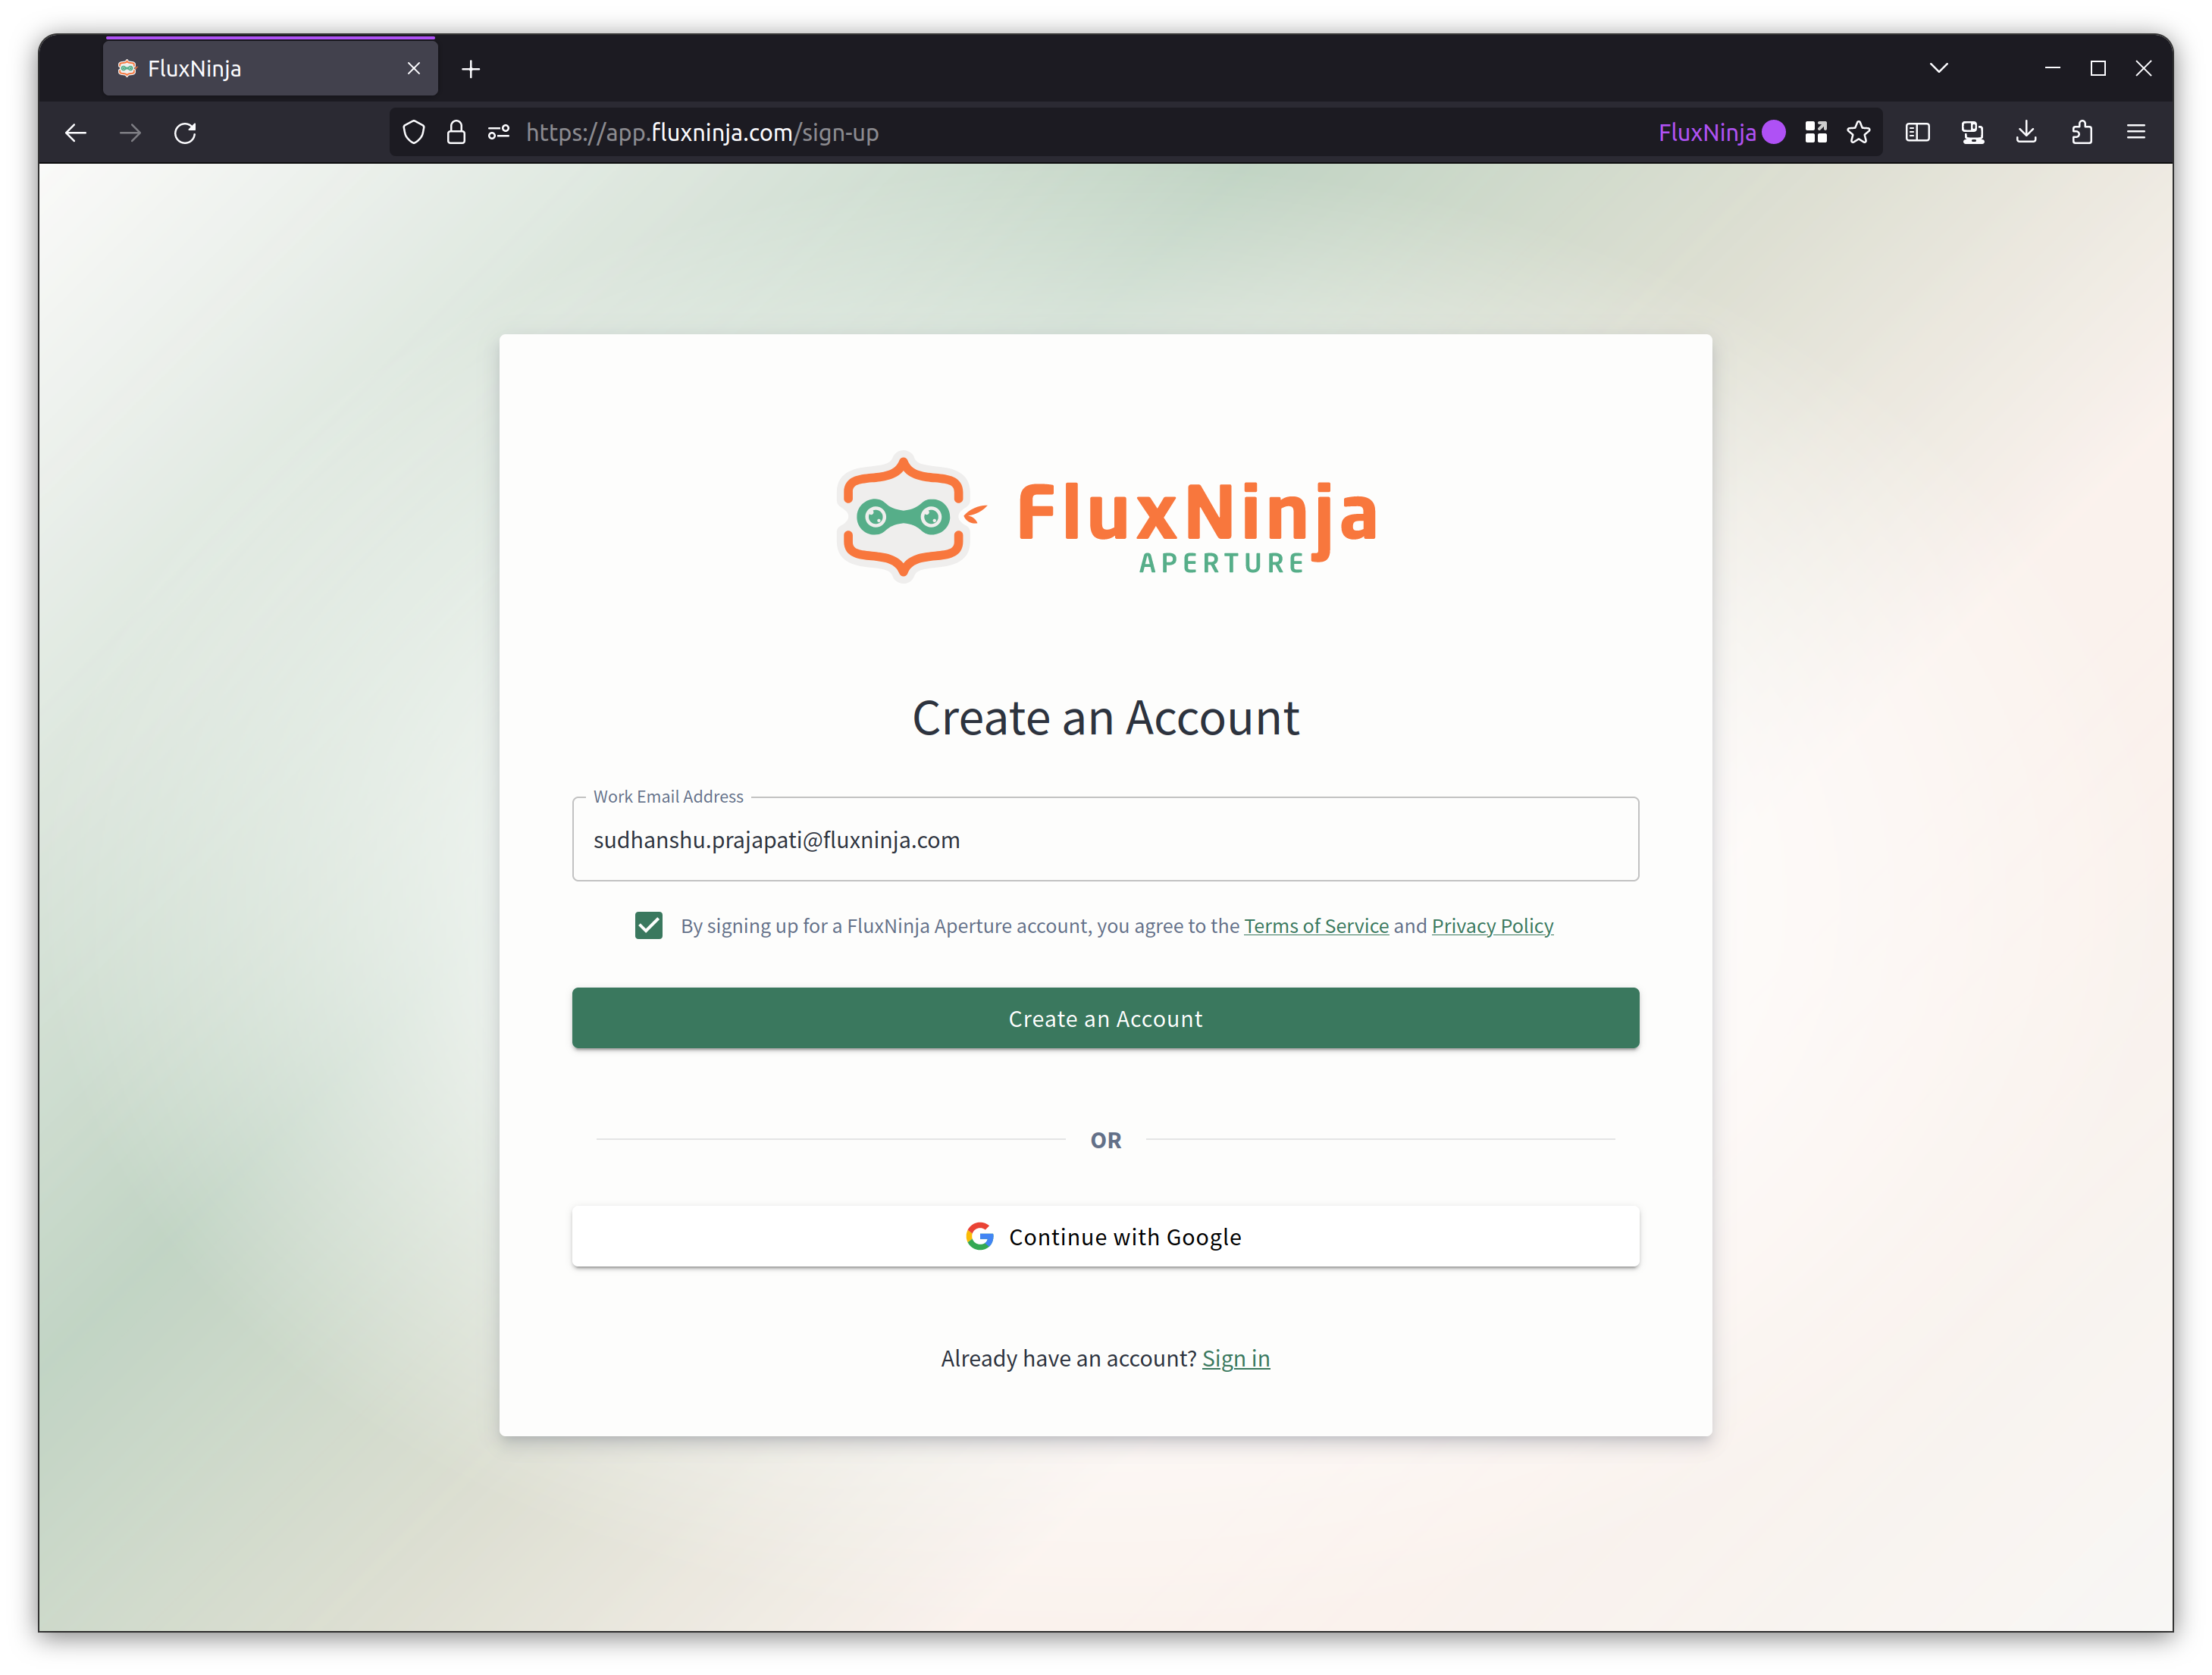 FluxNinja
https://app.fluxninja.com/sign-up
FluxNinja
FluxNinja
APERTURE
Create an Account
Work Email Address
sudhanshu.prajapati@fluxninja.com
By signing up for a FluxNinja Aperture account, you agree to the Terms of Service and Privacy Policy
Create an Account
OR
Continue with Google
Already have an account? Sign in